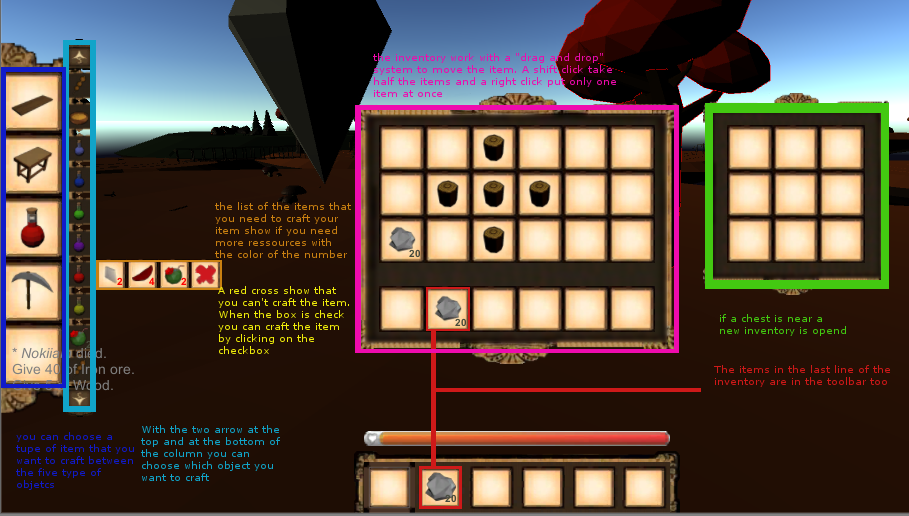 the inventory work with a "drag and drop"
system to move the item. A shift click take
half the items and a right click put only one
item at once
the list of the items that
you need to craft your
item show if you need
more ressources with
the color of the number
20
2
4
2
A red cross show that
you can't craft the item.
When the box is check
you can craft the item
by clicking on the
checkbox
20
if a chest is near a
new inventory is opend
* Nokiia died.
Give 40 of Iron ore.
Wood.
The items in the last line of the
inventory are in the toolbar too
you can choose a
tupe of item that you
want to craft between
the five type of
objetcs
With the two arrow at the
top and at the bottom of
the column you can
choose which object you
want to craft
20